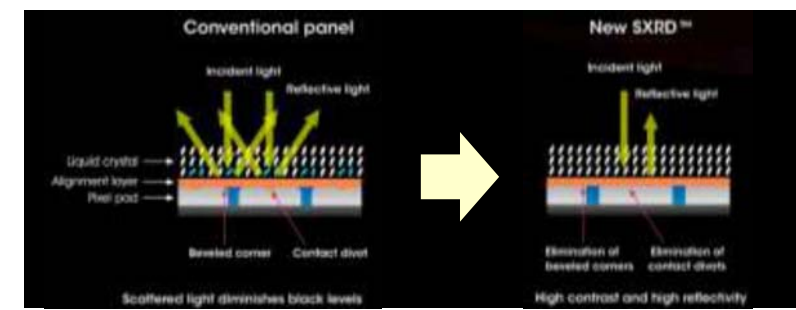 Conventional panel
Incident light
Reflective light
Liquid crystal
Alignment layer
Pixel pad
Beveled corner
Contact divot
Scattered light diminishes black levels
New SXRD™
Incident light
Reflective light
Elimination of
beveled corners
Elimination of
contact divots
High contrast and high reflectivity